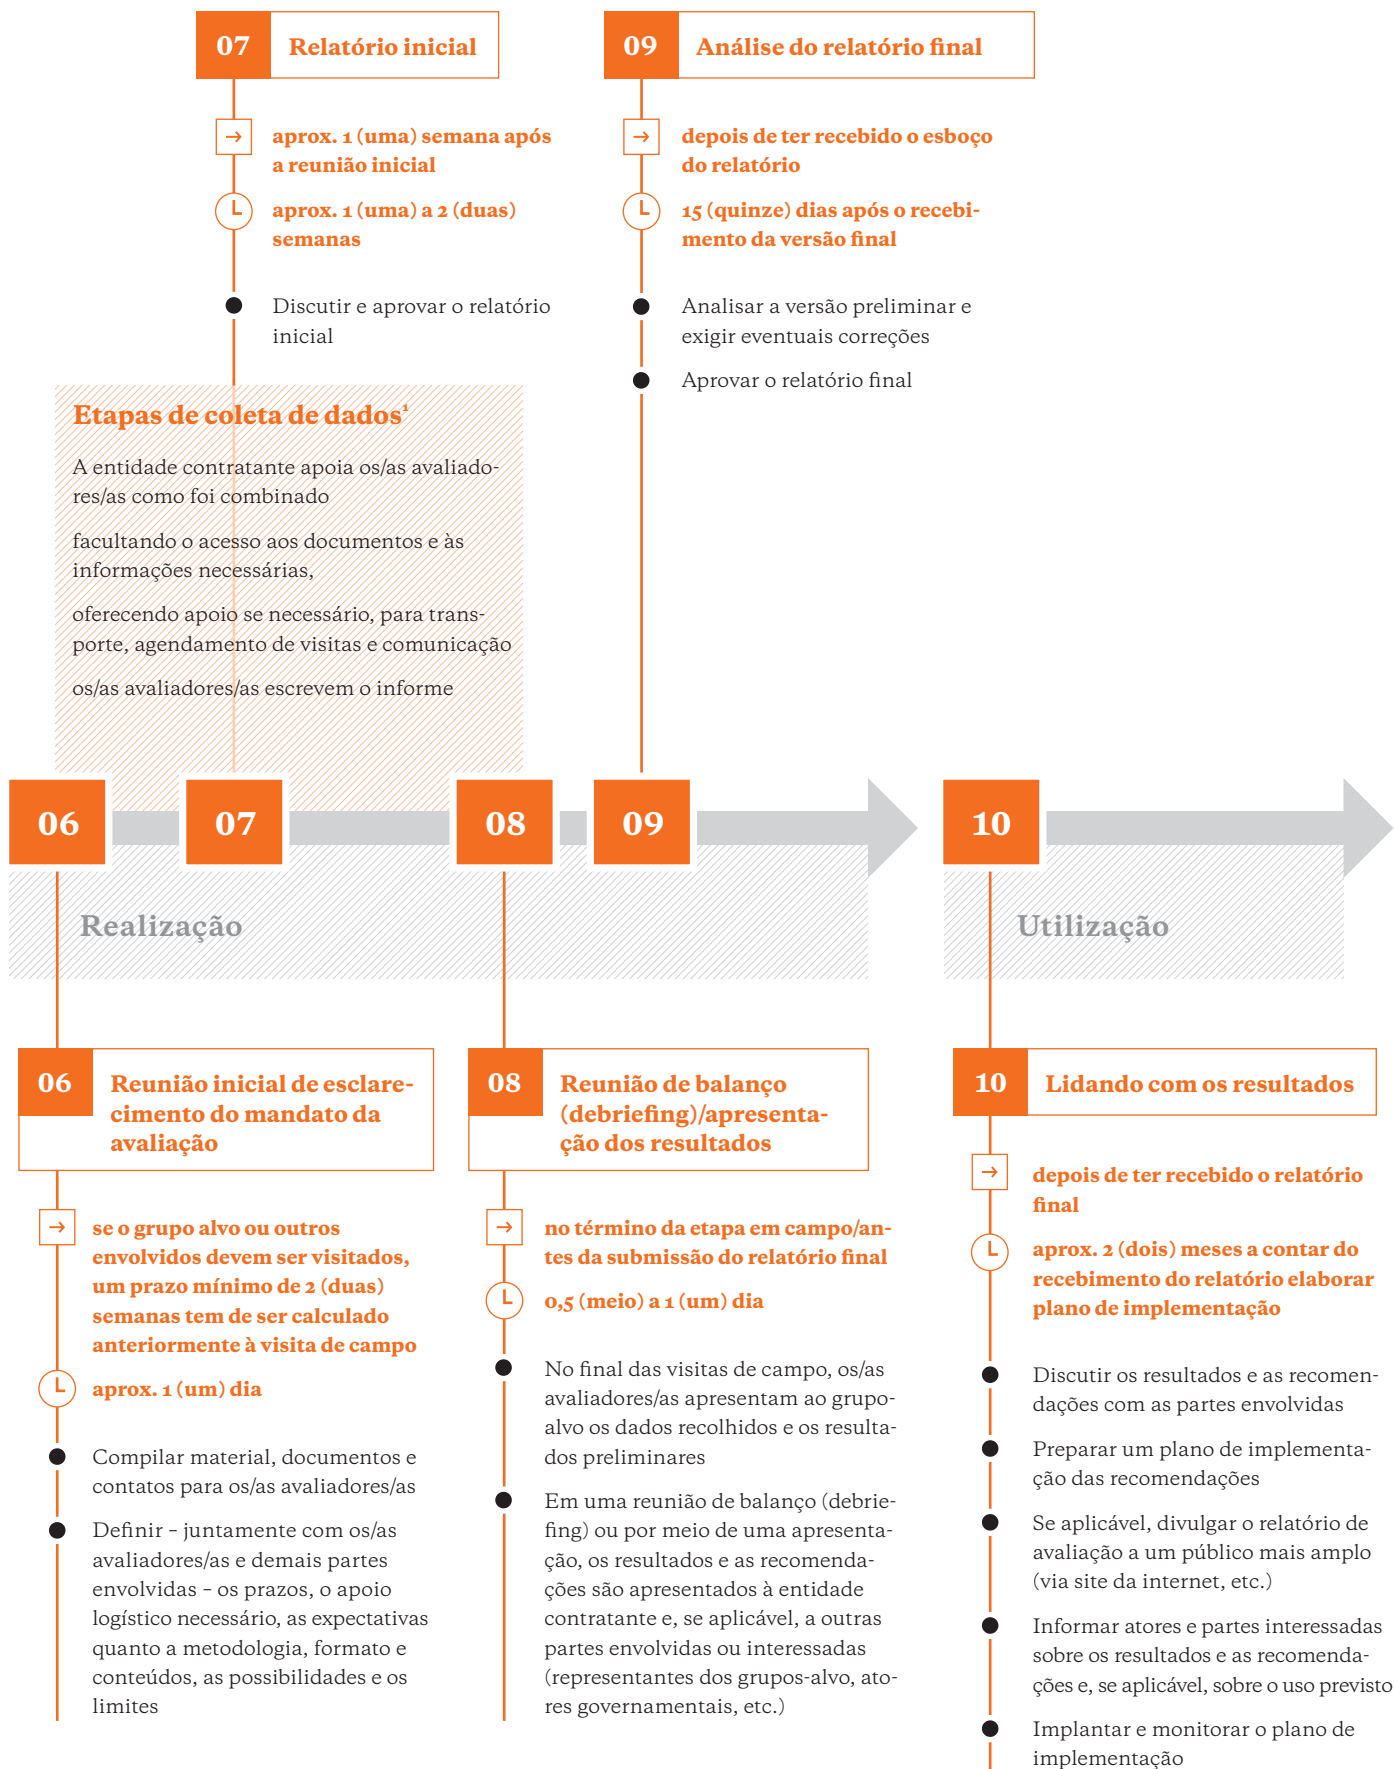 07
Relatório inicial
aprox. 1 (uma) semana após
a reunião inicial
aprox. 1 (uma) a 2 (duas)
semanas
Discutir e aprovar o relatório
inicial
09
Análise do relatório final
depois de ter recebido o esboço
do relatório
15 (quinze) dias após o recebi-
mento da versão final
Analisar a versão preliminar e
exigir eventuais correções
Aprovar o relatório final
Etapas de coleta de dados¹
A entidade contratante apoia os/as avaliado-
res/as como foi combinado
facultando o acesso aos documentos e às
informações necessárias,
oferecendo apoio se necessário, para trans-
porte, agendamento de visitas e comunicação
os/as avaliadores/as escrevem o informe
06
07
08
09
10
Realização
Utilização
06
Reunião inicial de esclare-
cimento do mandato da
avaliação
se o grupo alvo ou outros
envolvidos devem ser visitados,
um prazo mínimo de 2 (duas)
semanas tem de ser calculado
anteriormente à visita de campo
aprox. 1 (um) dia
Compilar material, documentos e
contatos para os/as avaliadores/as
Definir – juntamente com os/as
avaliadores/as e demais partes
envolvidas – os prazos, o apoio
logístico necessário, as expectativas
quanto a metodologia, formato e
conteúdos, as possibilidades e os
limites
08
Reunião de balanço
(debriefing)/apresenta-
ção dos resultados
no término da etapa em campo/an-
tes da submissão do relatório final
0,5 (meio) a 1 (um) dia
No final das visitas de campo, os/as
avaliadores/as apresentam ao grupo-
alvo os dados recolhidos e os resulta-
dos preliminares
Em uma reunião de balanço (debrie-
fing) ou por meio de uma apresenta-
ção, os resultados e as recomenda-
ções são apresentados à entidade
contratante e, se aplicável, a outras
partes envolvidas ou interessadas
(representantes dos grupos-alvo, ato-
res governamentais, etc.)
10
Lidando com os resultados
depois de ter recebido o relatório
final
aprox. 2 (dois) meses a contar do
recebimento do relatório elaborar
plano de implementação
Discutir os resultados e as recomen-
dações com as partes envolvidas
Preparar um plano de implementa-
ção das recomendações
Se aplicável, divulgar o relatório de
avaliação a um público mais amplo
(via site da internet, etc.)
Informar atores e partes interessadas
sobre os resultados e as recomenda-
ções e, se aplicável, sobre o uso previsto
Implantar e monitorar o plano de
implementação